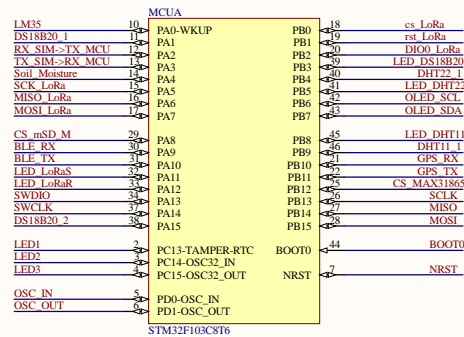 MCUA
LM35 10 PA0-WKUP PB0 18 cs_LoRa
DS18B20_1 11 PA1 PB1 19 rst_LoRa
RX_SIM->TX_MCU 12 PA2 PB2 20 DIO0_LoRa
TX_SIM->RX_MCU 13 PA3 PB3 39 LED_DS18B20
Soil_Moisture 14 PA4 PB4 40 DHT22_1
SCK_LoRa 15 PA5 PB5 41 LED_DHT22
MISO_LoRa 16 PA6 PB6 42 OLED_SCL
MOSI_LoRa 17 PA7 PB7 43 OLED_SDA
CS_mSD_M 29 PA8 PB8 45 LED_DHT11
BLE_RX 30 PA9 PB9 46 DHT11_1
BLE_TX 31 PA10 PB10 21 GPS_RX
LED_LoRaS 32 PA11 PB11 22 GPS_TX
LED_LoRaR 33 PA12 PB12 25 CS_MAX31865
SWDIO 34 PA13 PB13 26 SCLK
SWCLK 37 PA14 PB14 27 MISO
DS18B20_2 38 PA15 PB15 28 MOSI
LED1 2 PC13-TAMPER-RTC BOOT0 44 BOOT0
LED2 3 PC14-OSC32_IN
LED3 4 PC15-OSC32_OUT NRST 7 NRST
OSC_IN 5 PD0-OSC_IN
OSC_OUT 6 PD1-OSC_OUT
STM32F103C8T6